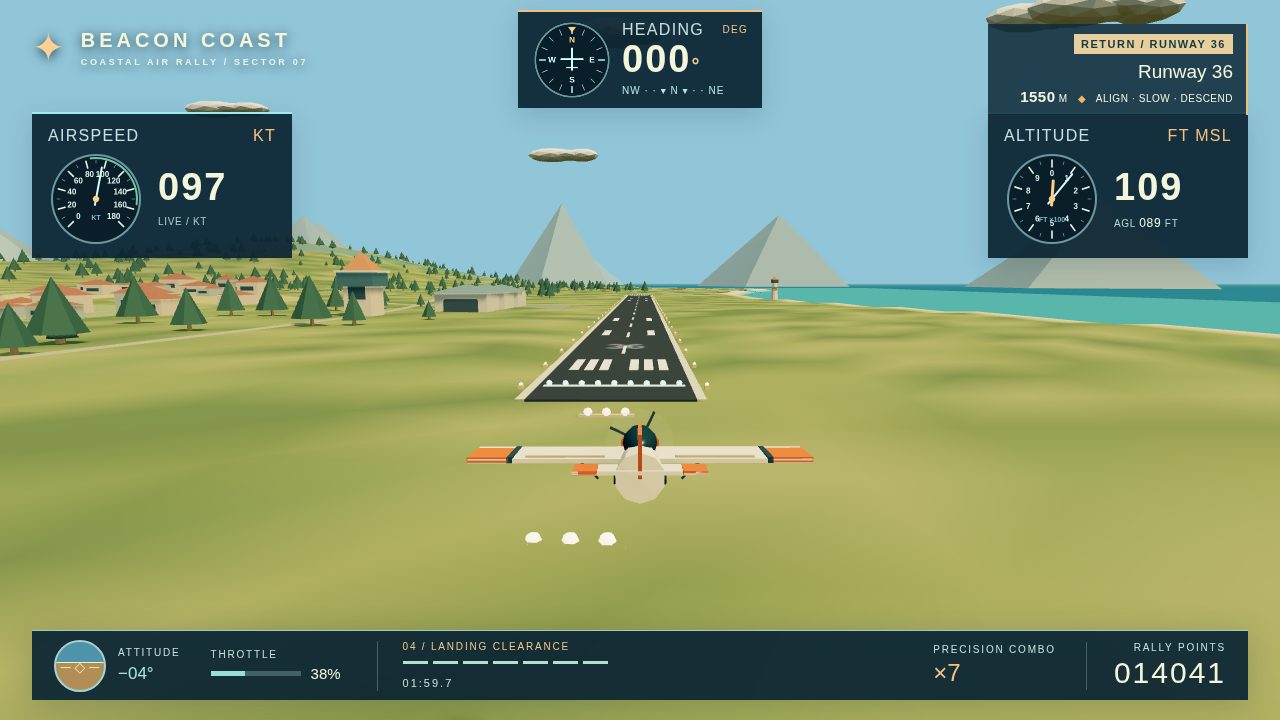 BEACON COAST
COASTAL AIR RALLY / SECTOR 07
HEADING DEG
N
W E
S
000°
NW · · ▾ N ▾ · · NE
RETURN / RUNWAY 36
Runway 36
1550 M ◆ ALIGN · SLOW · DESCEND
AIRSPEED KT
0 20 40 60 80 100 120 140 160 180
KT
097
LIVE / KT
ALTITUDE FT MSL
0 1 2 3 4 5 6 7 8 9
FT x100
109
AGL 089 FT
36
ATTITUDE
−04°
THROTTLE
38%
04 / LANDING CLEARANCE
01:59.7
PRECISION COMBO
×7
RALLY POINTS
014041